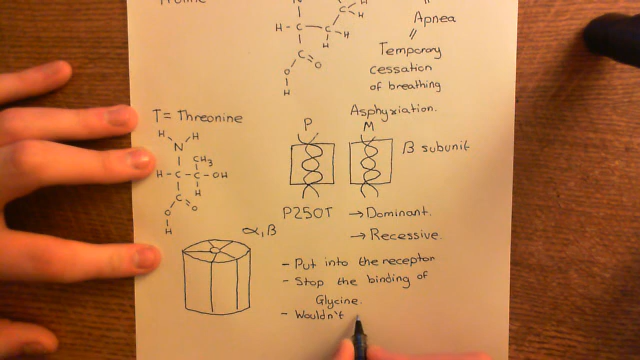 Proline
Apnea
Temporary
cessation
of breathing
Asphyxiation.
T = Threonine
H H
N
CH3
H-C-C-OH
H
C
O
O
H
N
H-C-C-H
C
H
H
H
C
O
O
H
P
M
B subunit
P250T → Dominant.
→ Recessive.
α, B
- Put into the receptor
- Stop the binding of
Glycine.
- Wouldn't